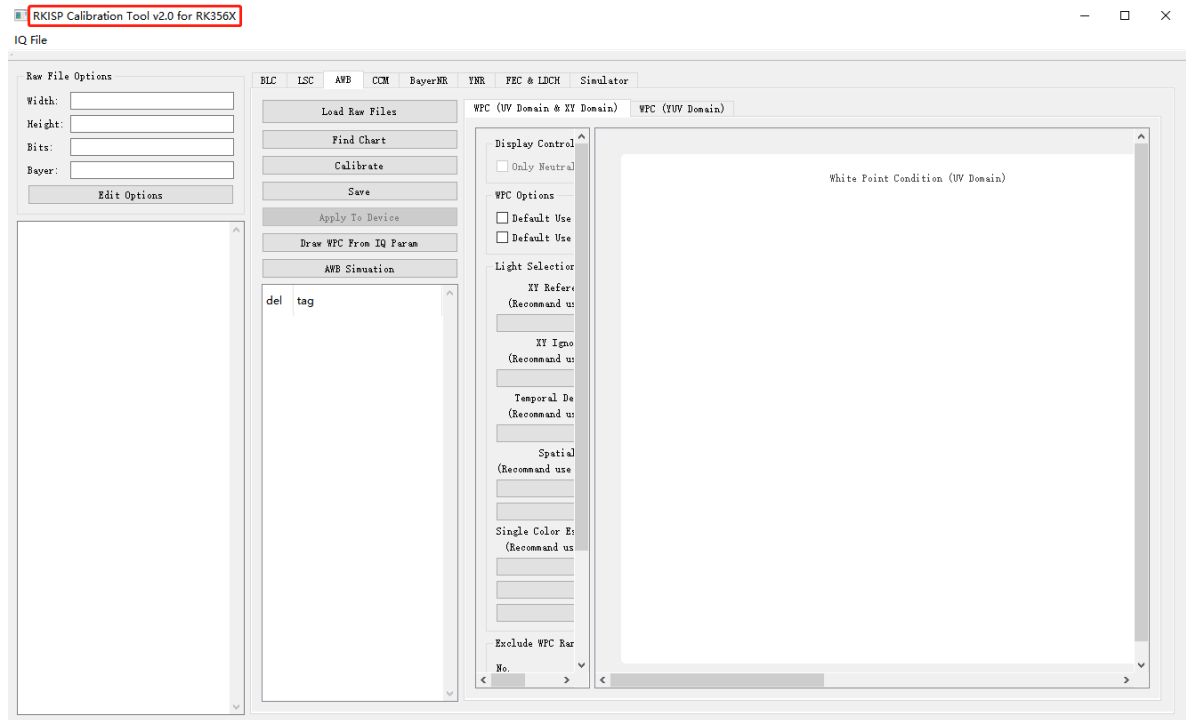 RKISP Calibration Tool v2.0 for RK356X
IQ File
Raw File Options
Width:
Height:
Bits:
Bayer:
Edit Options
BLC LSC AWB CCM BayerNR YNR FEC & LDCH Simulator
Load Raw Files
Find Chart
Calibrate
Save
Apply To Device
Draw WPC From IQ Param
AWB Simuation
del tag
WPC (UV Domain & XY Domain) WPC (YUV Domain)
Display Control
Only Neutral
WPC Options
Default Use
Default Use
Light Selection
XY Refere
(Recommand us
XY Igno
(Recommand us
Temporal De
(Recommand us
Spatial
(Recommand use
Single Color Es
(Recommand us
Exclude WPC Ran
No.
White Point Condition (UV Domain)